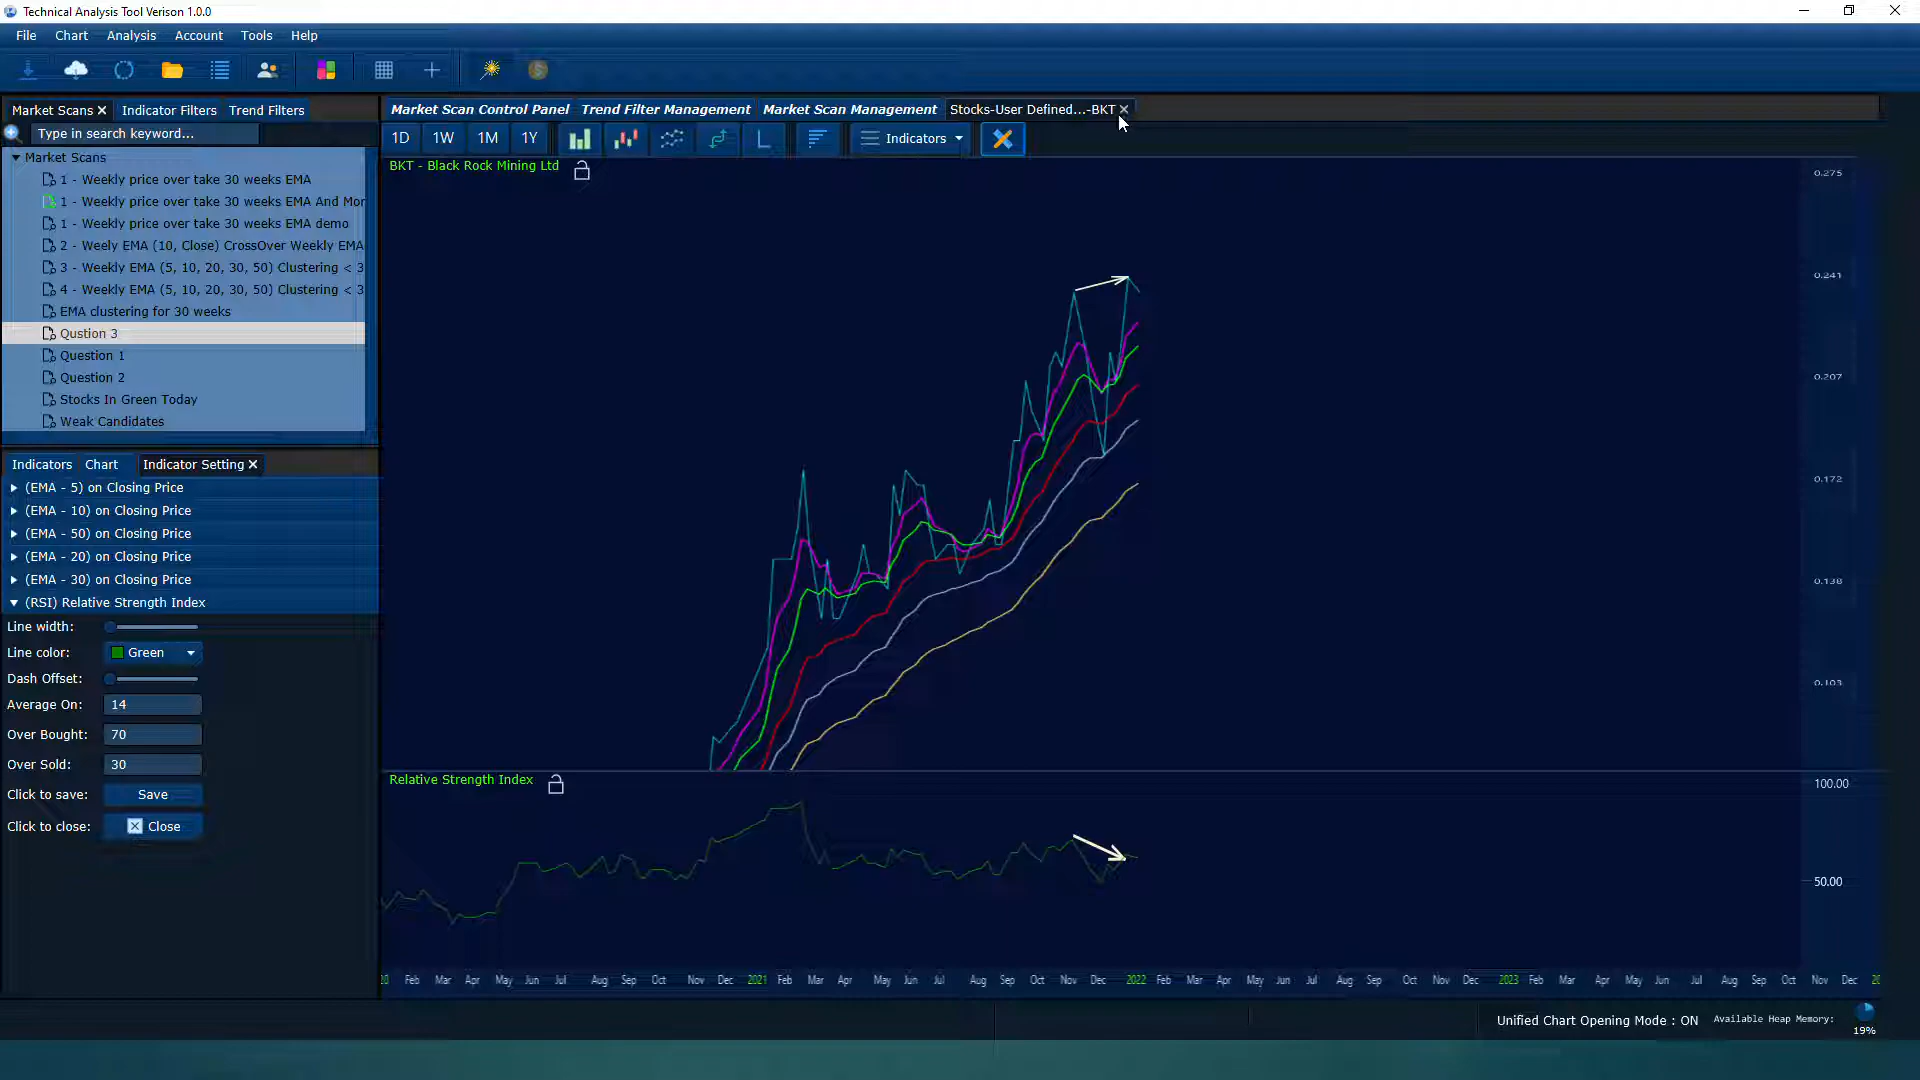 Technical Analysis Tool Verison 1.0.0
File Chart Analysis Account Tools Help
Market Scans Indicator Filters Trend Filters
Type in search keyword...
Market Scans
1 - Weekly price over take 30 weeks EMA
1 - Weekly price over take 30 weeks EMA And Mor
1 - Weekly price over take 30 weeks EMA demo
2 - Weely EMA (10, Close) CrossOver Weekly EMA
3 - Weekly EMA (5, 10, 20, 30, 50) Clustering < 3
4 - Weekly EMA (5, 10, 20, 30, 50) Clustering < 3
EMA clustering for 30 weeks
Qustion 3
Question 1
Question 2
Stocks In Green Today
Weak Candidates
Indicators Chart Indicator Setting
(EMA - 5) on Closing Price
(EMA - 10) on Closing Price
(EMA - 50) on Closing Price
(EMA - 20) on Closing Price
(EMA - 30) on Closing Price
(RSI) Relative Strength Index
Line width:
Line color: Green
Dash Offset:
Average On: 14
Over Bought: 70
Over Sold: 30
Click to save: Save
Click to close: Close
Market Scan Control Panel Trend Filter Management Market Scan Management Stocks-User Defined...-BKT
1D 1W 1M 1Y Indicators
BKT - Black Rock Mining Ltd
0.275
0.241
0.207
0.172
0.138
0.103
Relative Strength Index
100.00
50.00
20 Feb Mar Apr May Jun Jul Aug Sep Oct Nov Dec 2021 Feb Mar Apr May Jun Jul Aug Sep Oct Nov Dec 2022 Feb Mar Apr May Jun Jul Aug Sep Oct Nov Dec 2023 Feb Mar Apr May Jun Jul Aug Sep Oct Nov Dec 20
Unified Chart Opening Mode : ON Available Heap Memory:
19%